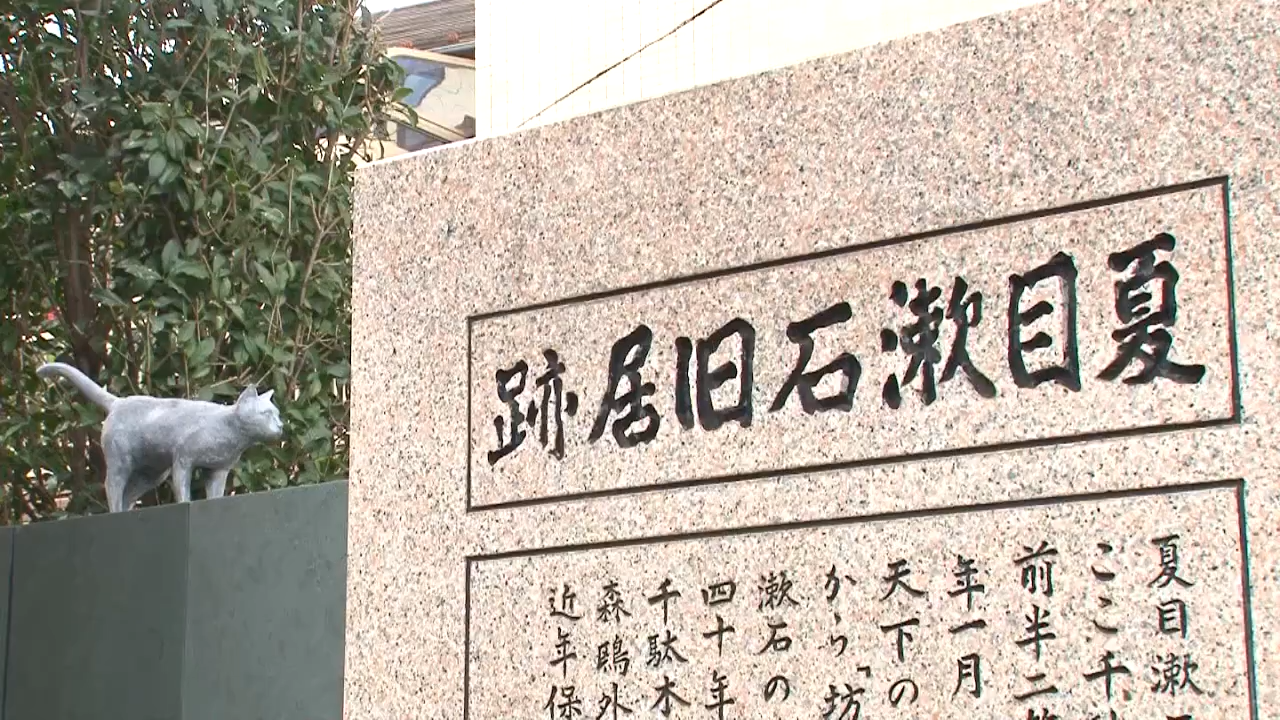 夏目漱石旧居跡
夏目漱
ここ千
前半二
年一月
天下の
から「坊
漱石の
四十年
千駄木
森鴎外
近年保